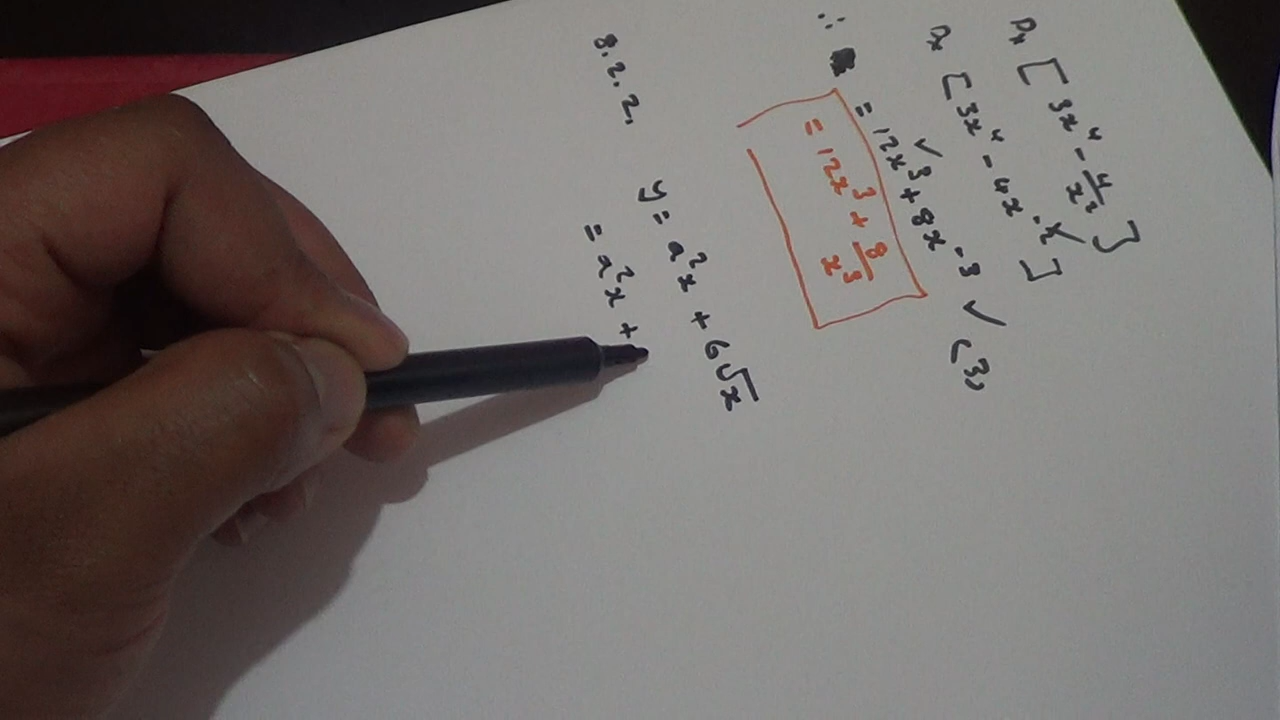 Dx [ 3x⁴ - 4/x² ]
Dx [ 3x⁴ - 4x⁻²✓ ]
∴ = 12x³✓ + 8x⁻³ ✓ (3)
= 12x³ + 8/x³
8.2.2. y = a²x + 6√x
= a²x +